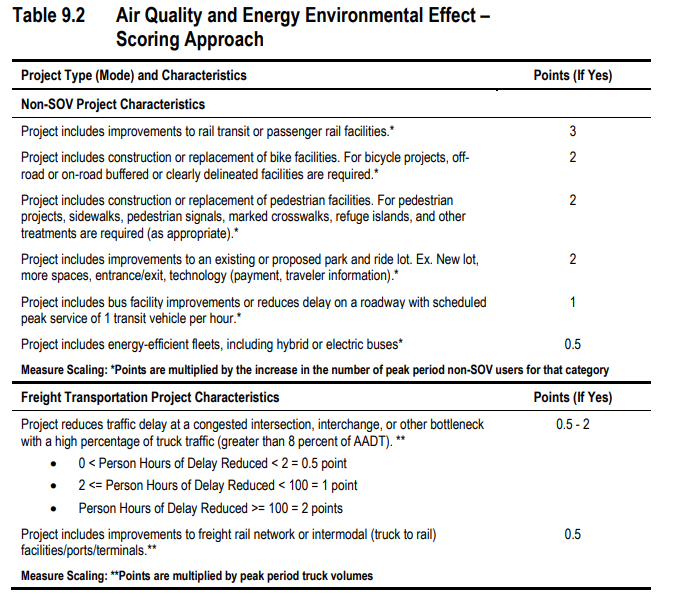 Table 9.2 Air Quality and Energy Environmental Effect –
Scoring Approach
Project Type (Mode) and Characteristics Points (If Yes)
Non-SOV Project Characteristics
Project includes improvements to rail transit or passenger rail facilities.* 3
Project includes construction or replacement of bike facilities. For bicycle projects, off- 2
road or on-road buffered or clearly delineated facilities are required.*
Project includes construction or replacement of pedestrian facilities. For pedestrian 2
projects, sidewalks, pedestrian signals, marked crosswalks, refuge islands, and other
treatments are required (as appropriate).*
Project includes improvements to an existing or proposed park and ride lot. Ex. New lot, 2
more spaces, entrance/exit, technology (payment, traveler information).*
Project includes bus facility improvements or reduces delay on a roadway with scheduled 1
peak service of 1 transit vehicle per hour.*
Project includes energy-efficient fleets, including hybrid or electric buses* 0.5
Measure Scaling: *Points are multiplied by the increase in the number of peak period non-SOV users for that category
Freight Transportation Project Characteristics Points (If Yes)
Project reduces traffic delay at a congested intersection, interchange, or other bottleneck 0.5 - 2
with a high percentage of truck traffic (greater than 8 percent of AADT). **
• 0 < Person Hours of Delay Reduced < 2 = 0.5 point
• 2 <= Person Hours of Delay Reduced < 100 = 1 point
• Person Hours of Delay Reduced >= 100 = 2 points
Project includes improvements to freight rail network or intermodal (truck to rail) 0.5
facilities/ports/terminals.**
Measure Scaling: **Points are multiplied by peak period truck volumes